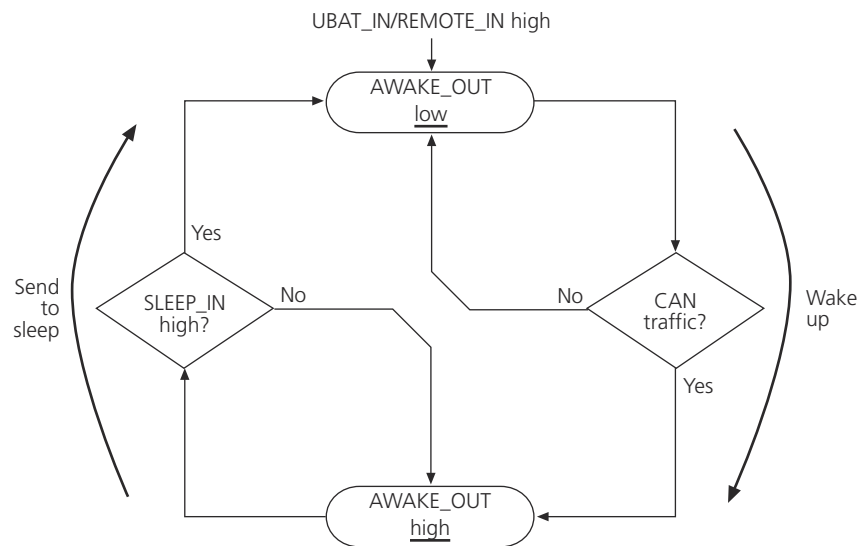 UBAT_IN/REMOTE_IN high
AWAKE_OUT
low
Yes
Send
to
sleep
SLEEP_IN
high?
No
No
CAN
traffic?
Wake
up
Yes
AWAKE_OUT
high